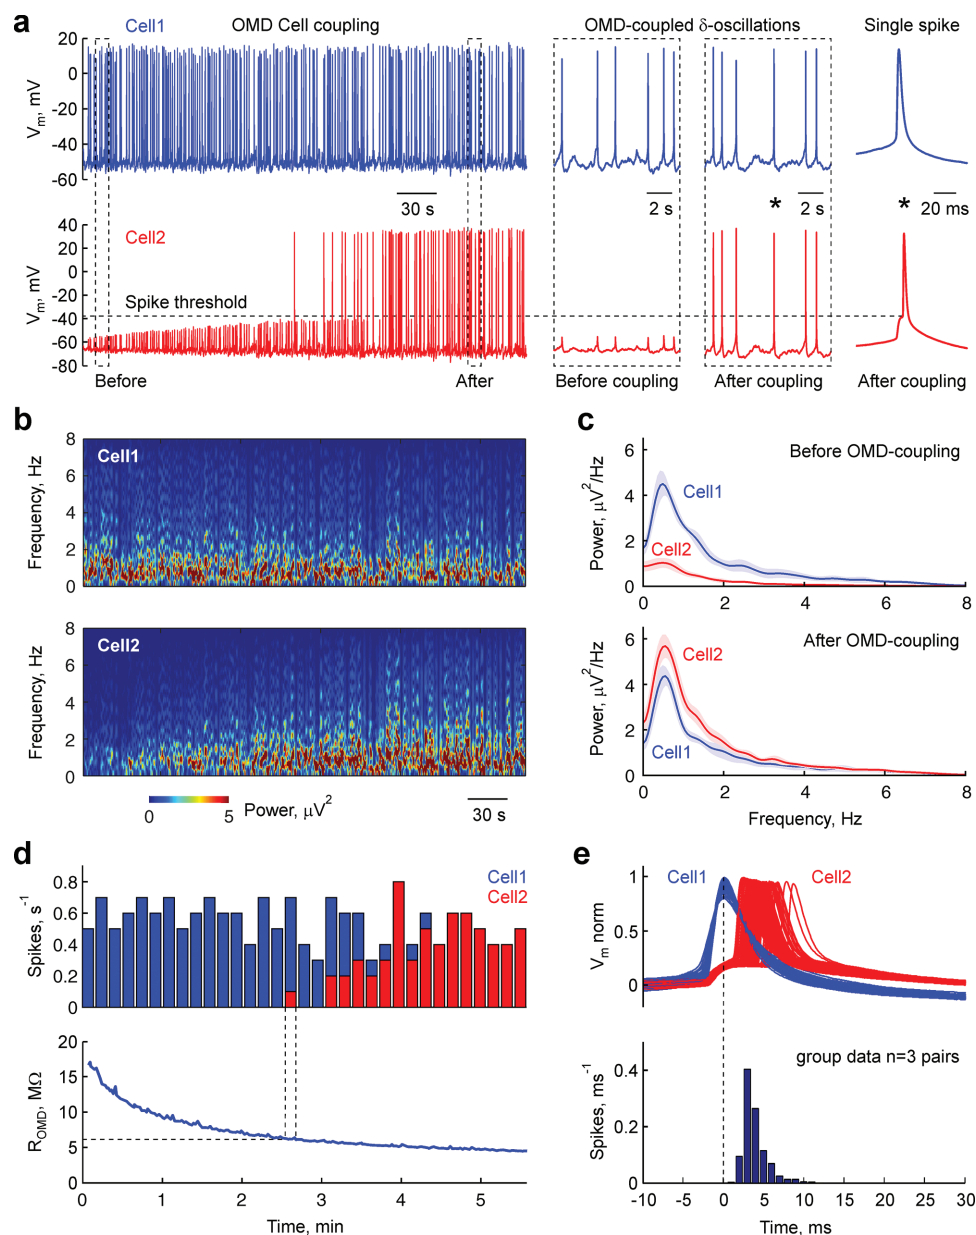 a
Cell1
OMD Cell coupling
OMD-coupled δ-oscillations
Single spike
20
0
-20
-40
-60
Vm, mV
30 s
2 s
* 2 s
* 20 ms
Cell2
40
20
0
-20
-40
-60
-80
Vm, mV
Spike threshold
Before
After
Before coupling
After coupling
After coupling
b
Cell1
8
6
4
2
0
Frequency, Hz
Cell2
8
6
4
2
0
Frequency, Hz
0
5
Power, μV²
30 s
c
Before OMD-coupling
Cell1
Cell2
6
4
2
0
Power, μV²/Hz
0 2 4 6 8
After OMD-coupling
Cell2
Cell1
6
4
2
0
Power, μV²/Hz
0 2 4 6 8
Frequency, Hz
d
Cell1
Cell2
0.8
0.6
0.4
0.2
0
Spikes, s⁻¹
20
15
10
5
0
R_OMD, MΩ
0 1 2 3 4 5
Time, min
e
Cell1
Cell2
1
0.5
0
Vm norm
group data n=3 pairs
0.4
0.2
0
Spikes, ms⁻¹
-10 -5 0 5 10 15 20 25 30
Time, ms